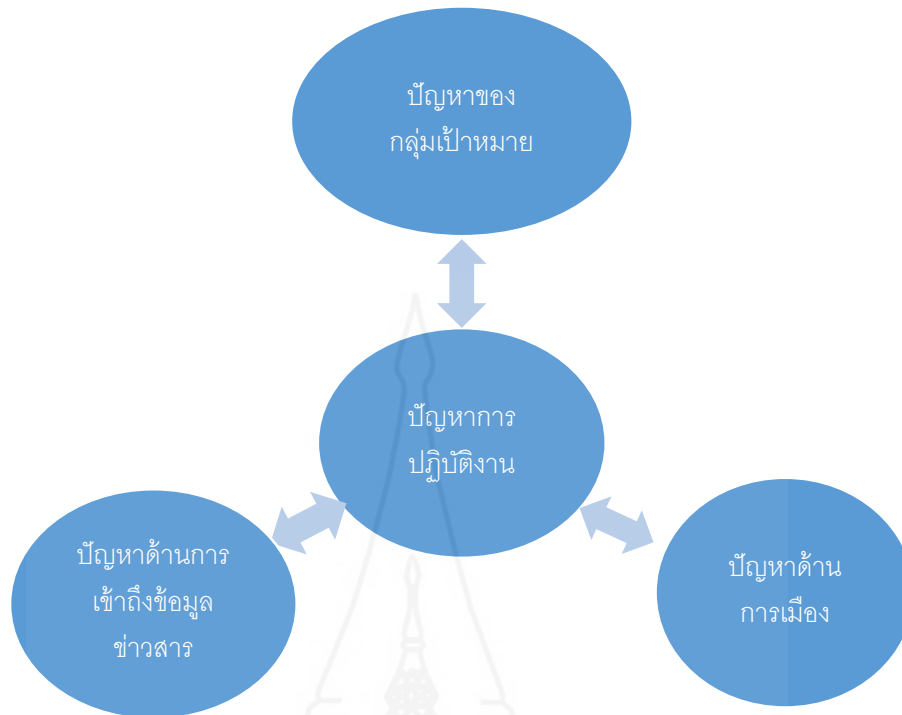 ปัญหาของ
กลุ่มเป้าหมาย
ปัญหาการ
ปฏิบัติงาน
ปัญหาด้านการ
เข้าถึงข้อมูล
ข่าวสาร
ปัญหาด้าน
การเมือง